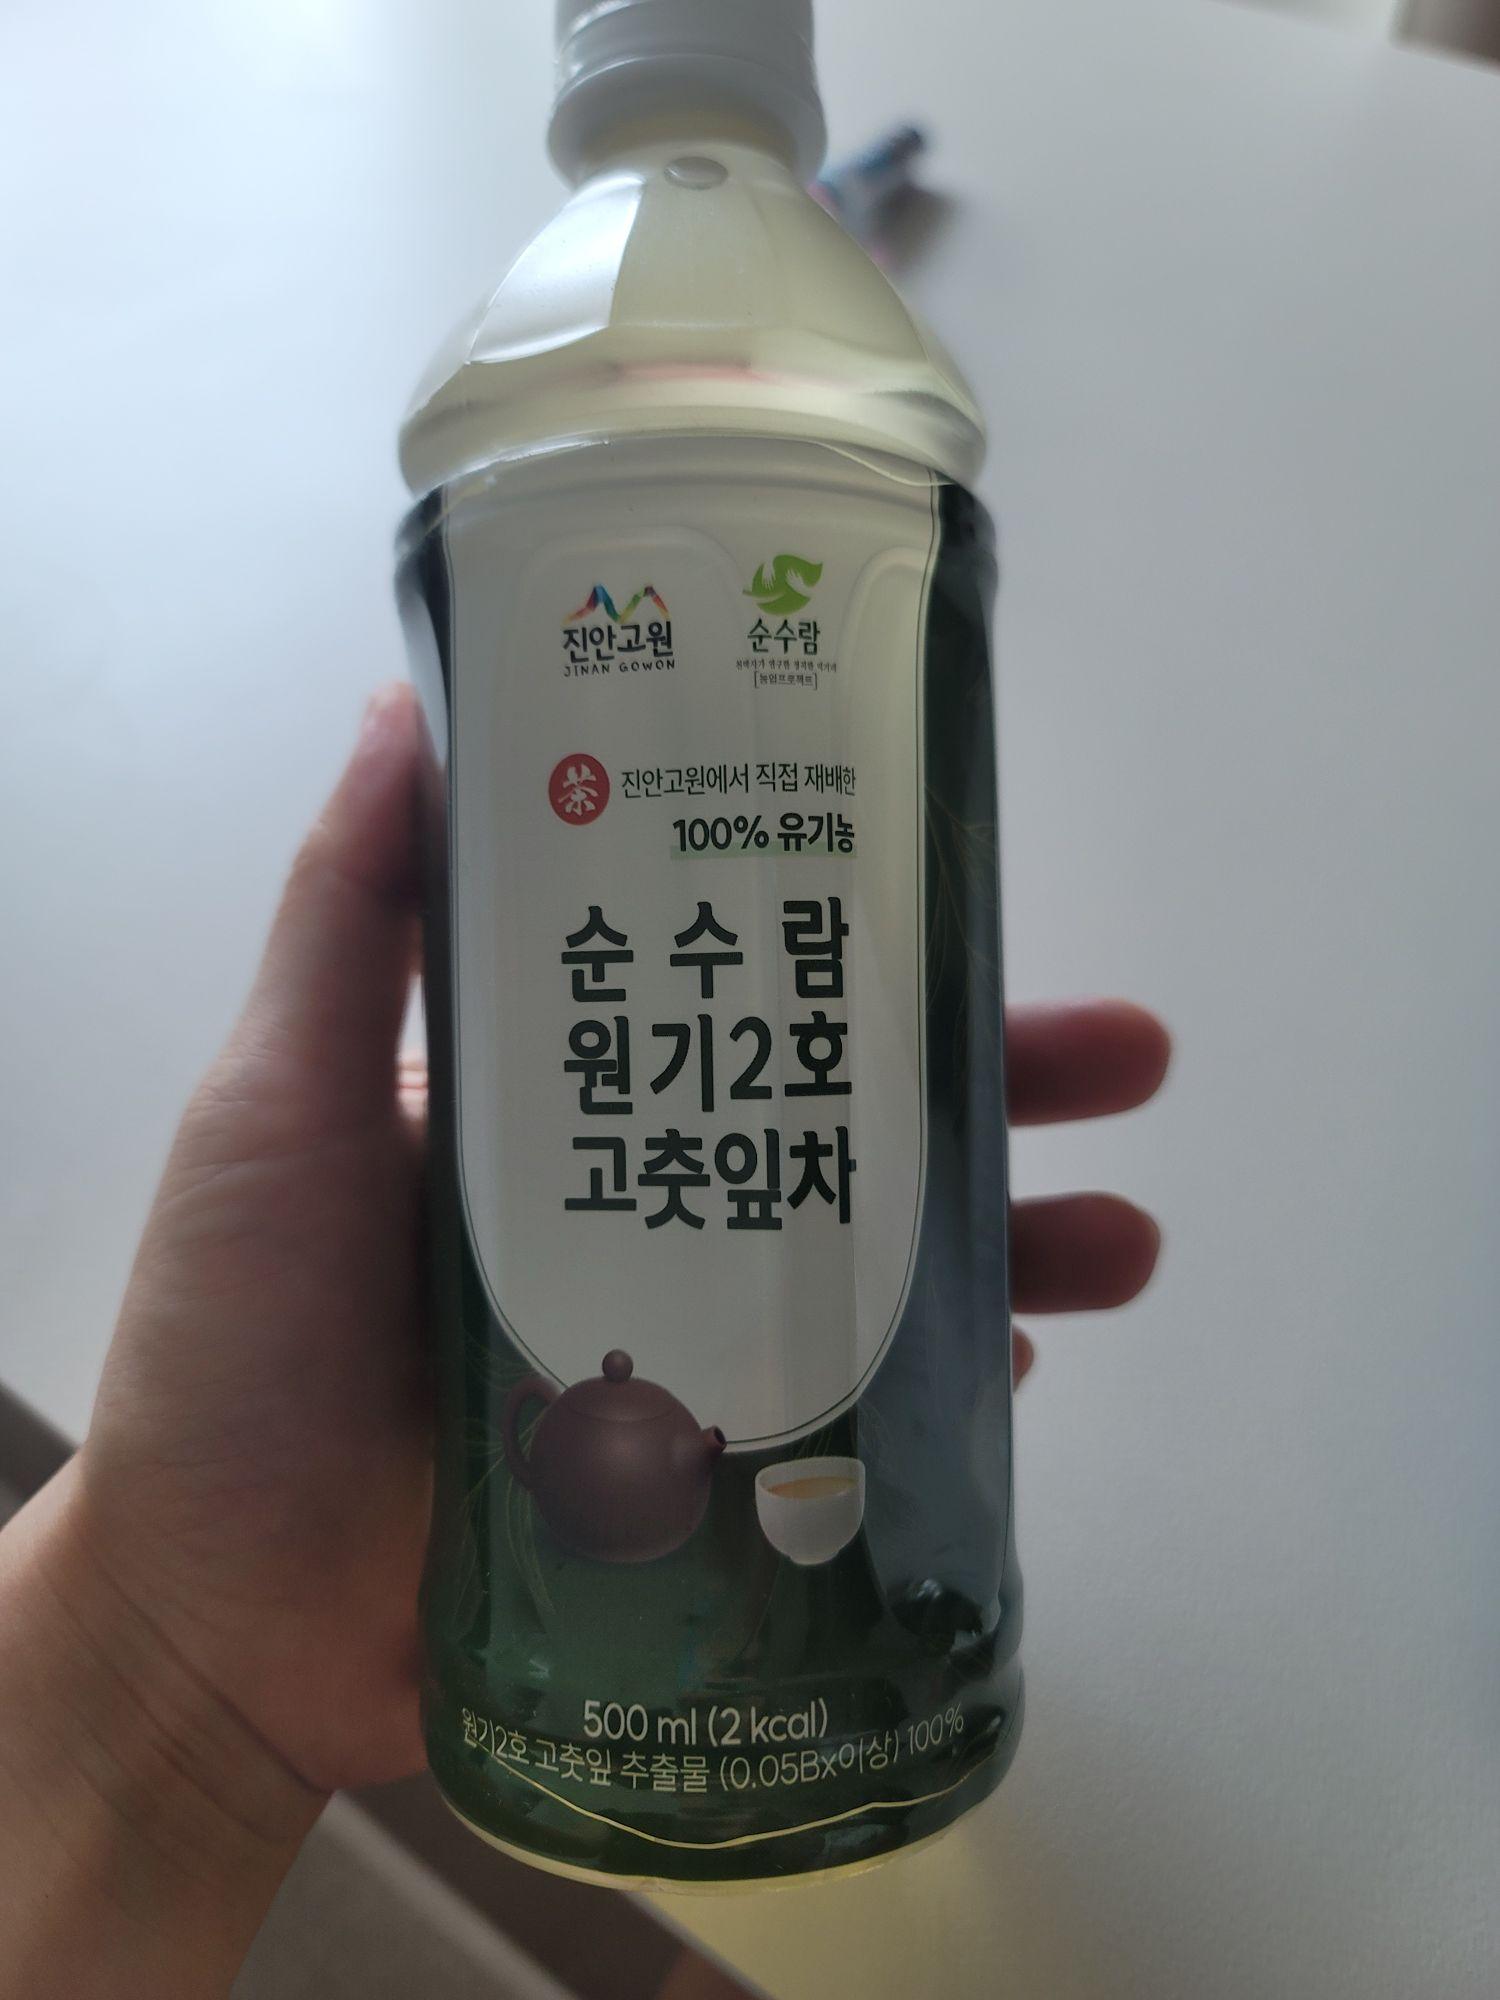 진안고원
JINAN GOWON
순수람
[농업프로젝트]
茶
진안고원에서 직접 재배한
100% 유기농
순수람
원기2호
고춧잎차
500 ml (2 kcal)
원기2호 고춧잎 추출물 (0.05Bx이상) 100%